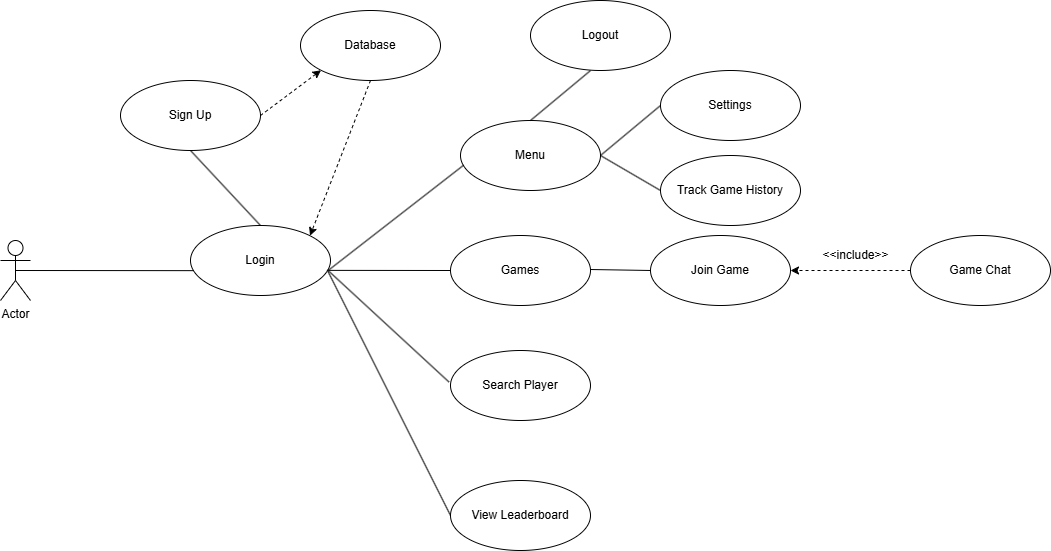 Logout
Database
Settings
Sign Up
Menu
Track Game History
Login
<<include>>
Games
Join Game
Game Chat
Actor
Search Player
View Leaderboard